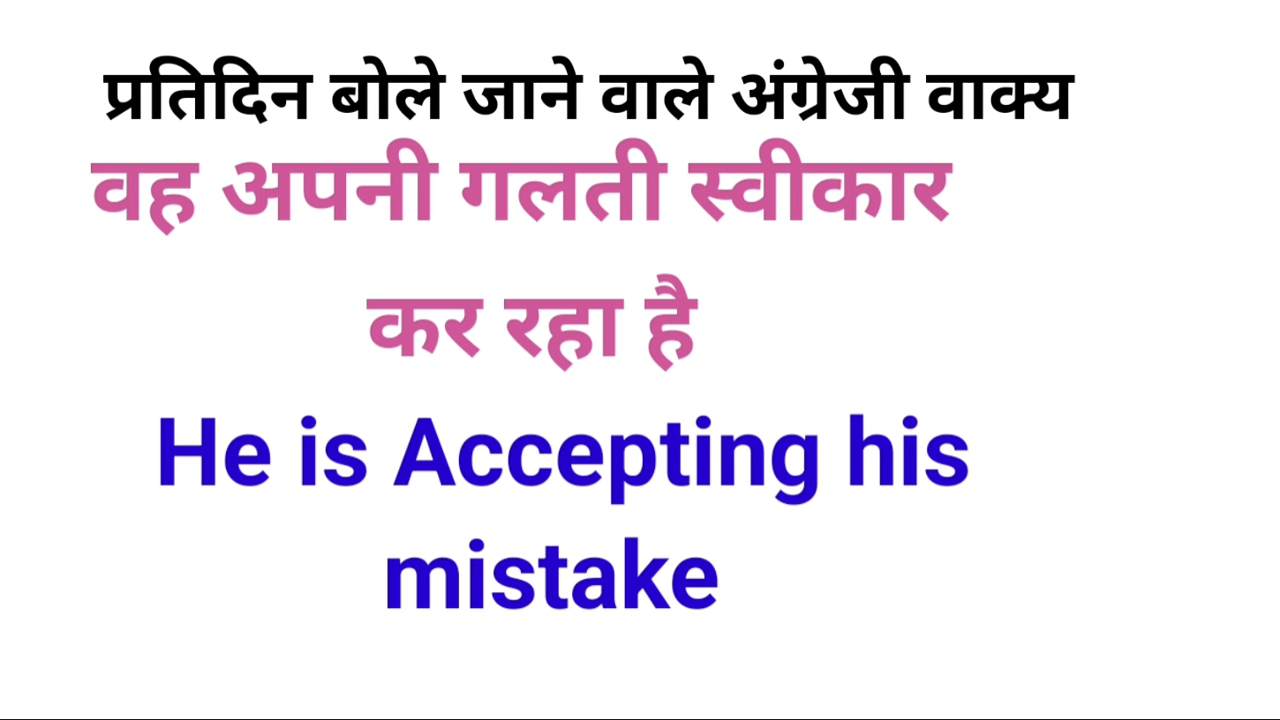 प्रतिदिन बोले जाने वाले अंग्रेजी वाक्य
वह अपनी गलती स्वीकार
कर रहा है
He is Accepting his
mistake